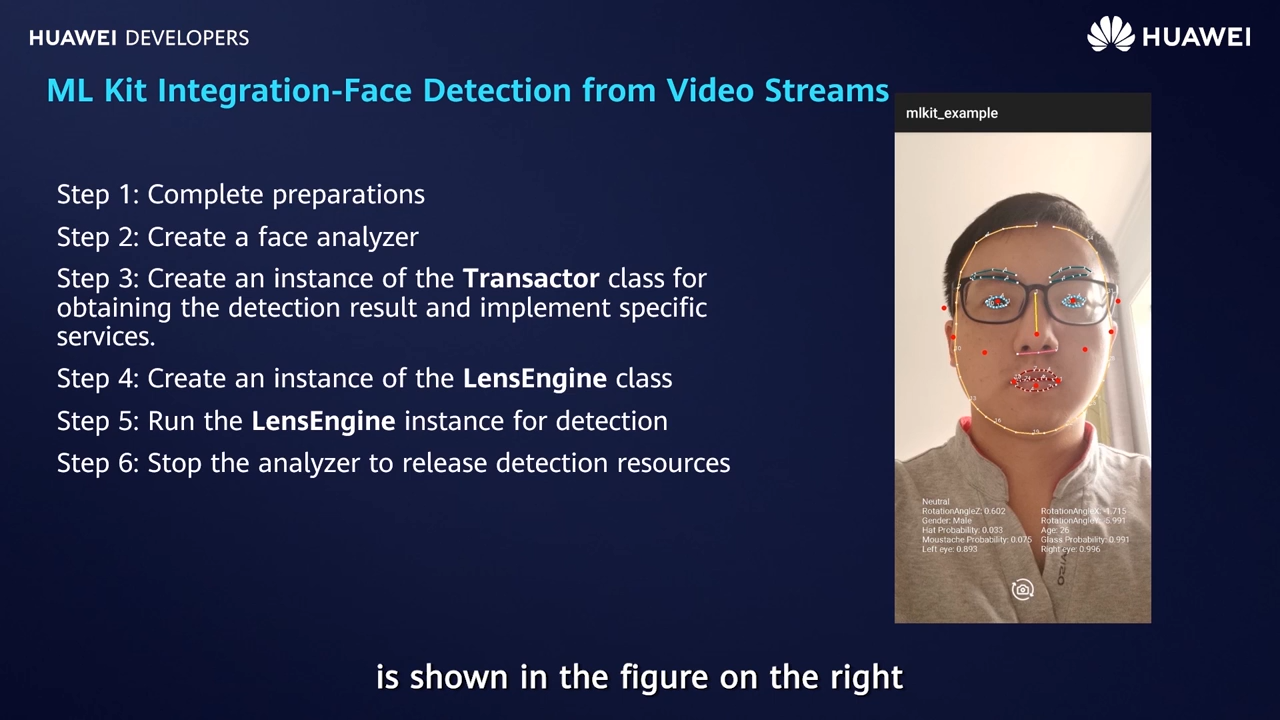 HUAWEI DEVELOPERS
HUAWEI
ML Kit Integration-Face Detection from Video Streams
mlkit_example
Step 1: Complete preparations
Step 2: Create a face analyzer
Step 3: Create an instance of the Transactor class for
obtaining the detection result and implement specific
services.
Step 4: Create an instance of the LensEngine class
Step 5: Run the LensEngine instance for detection
Step 6: Stop the analyzer to release detection resources
Neutral
RotationAngleZ: 0.602
Gender: Male
Hat Probability: 0.033
Moustache Probability: 0.075
Left eye: 0.893
Age: 26
Glass Probability: 0.991
Right eye: 0.996
is shown in the figure on the right